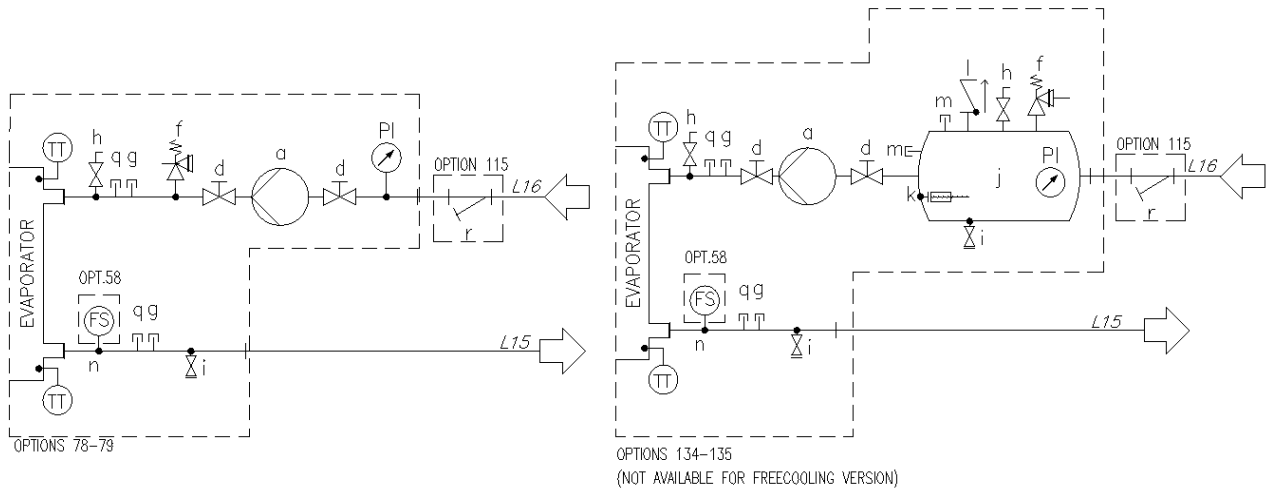 h
q g
f
d
a
d
PI
TT
OPTION 115
L16
r
EVAPORATOR
OPT.58
FS
n
q g
i
L15
TT
OPTIONS 78-79
h
q g
d
a
d
TT
m
l
h
f
m
j
PI
k
i
OPTION 115
L16
r
EVAPORATOR
OPT.58
FS
n
q g
i
L15
TT
OPTIONS 134-135
(NOT AVAILABLE FOR FREECOOLING VERSION)